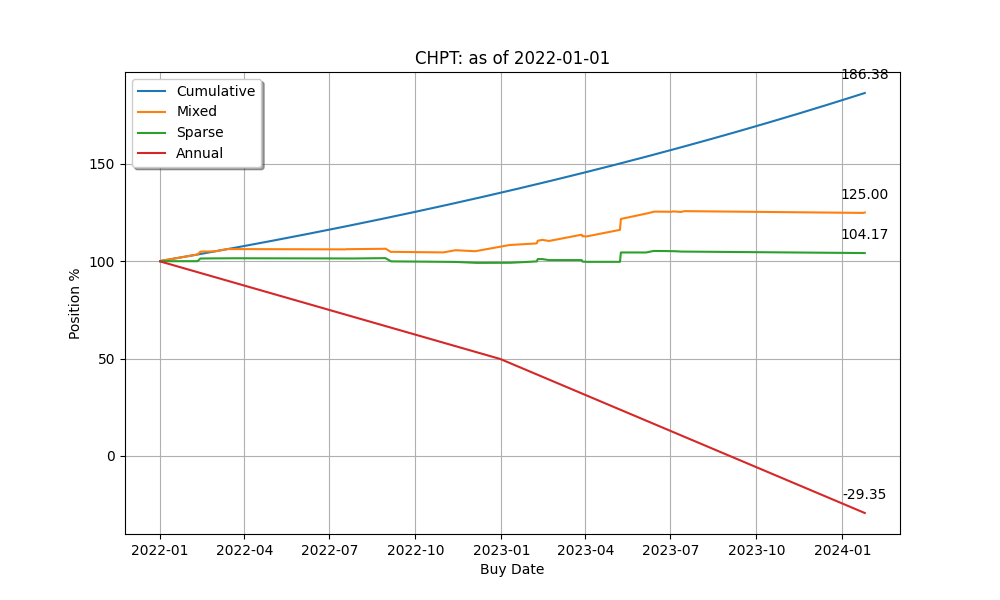 CHPT: as of 2022-01-01
186.38
Cumulative
Mixed
Sparse
Annual
150
125.00
104.17
100
50
0
-29.35
Position %
2022-01 2022-04 2022-07 2022-10 2023-01 2023-04 2023-07 2023-10 2024-01
Buy Date